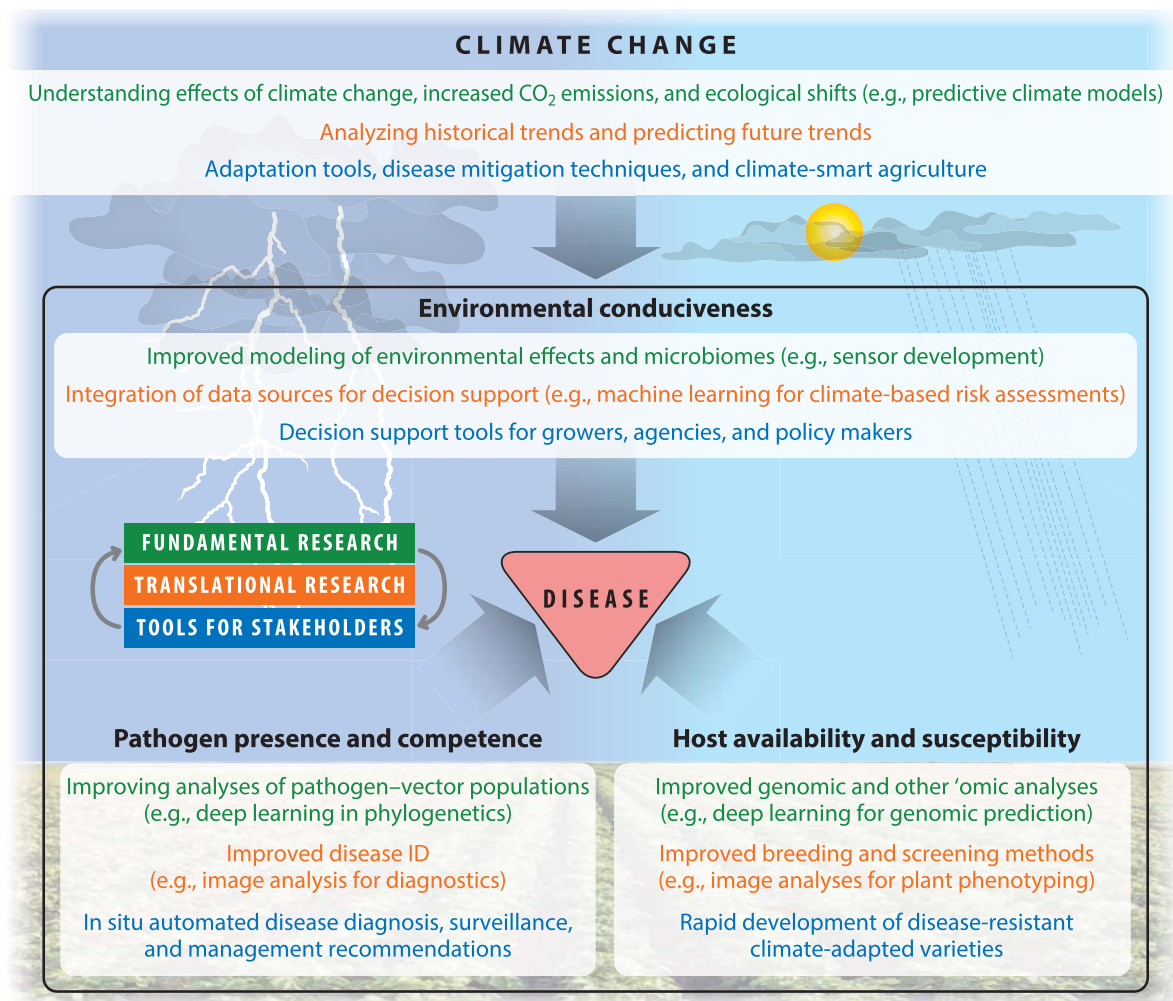 CLIMATE CHANGE
Understanding effects of climate change, increased CO₂ emissions, and ecological shifts (e.g., predictive climate models)
Analyzing historical trends and predicting future trends
Adaptation tools, disease mitigation techniques, and climate-smart agriculture
Environmental conduciveness
Improved modeling of environmental effects and microbiomes (e.g., sensor development)
Integration of data sources for decision support (e.g., machine learning for climate-based risk assessments)
Decision support tools for growers, agencies, and policy makers
FUNDAMENTAL RESEARCH
TRANSLATIONAL RESEARCH
TOOLS FOR STAKEHOLDERS
DISEASE
Pathogen presence and competence
Improving analyses of pathogen–vector populations
(e.g., deep learning in phylogenetics)
Improved disease ID
(e.g., image analysis for diagnostics)
In situ automated disease diagnosis, surveillance,
and management recommendations
Host availability and susceptibility
Improved genomic and other ‘omic analyses
(e.g., deep learning for genomic prediction)
Improved breeding and screening methods
(e.g., image analyses for plant phenotyping)
Rapid development of disease-resistant
climate-adapted varieties